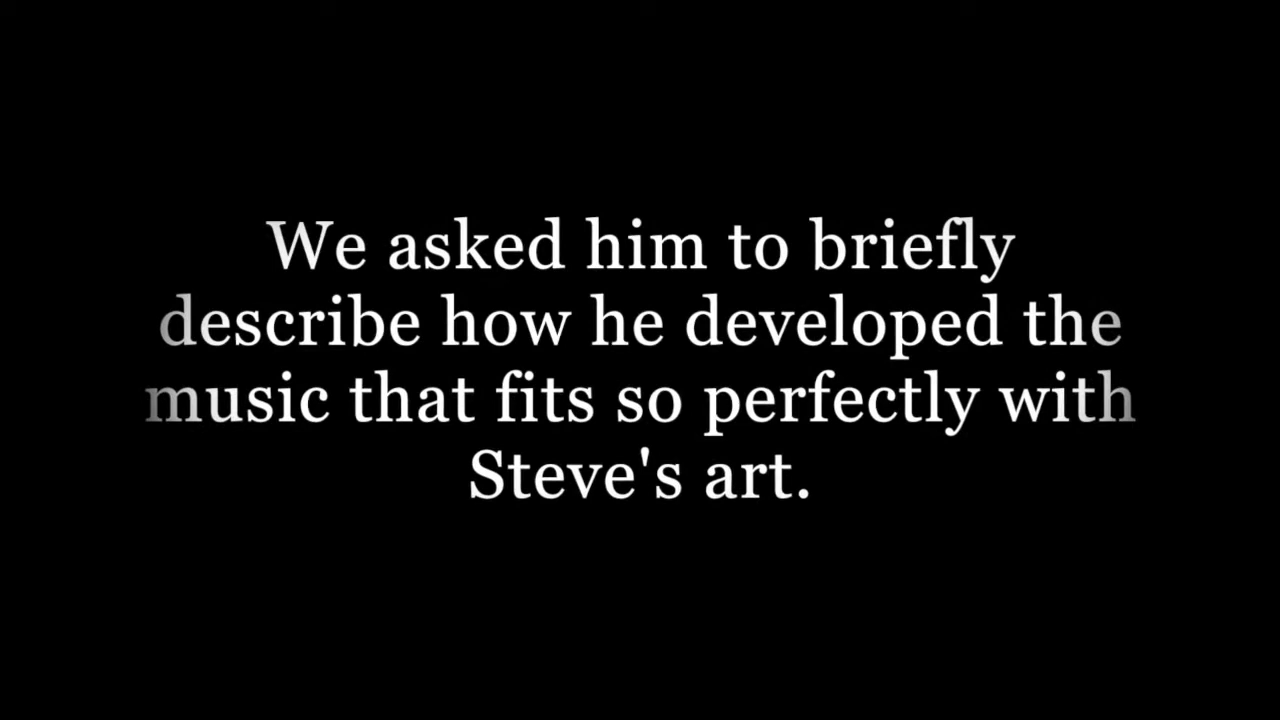 We asked him to briefly
describe how he developed the
music that fits so perfectly with
Steve's art.